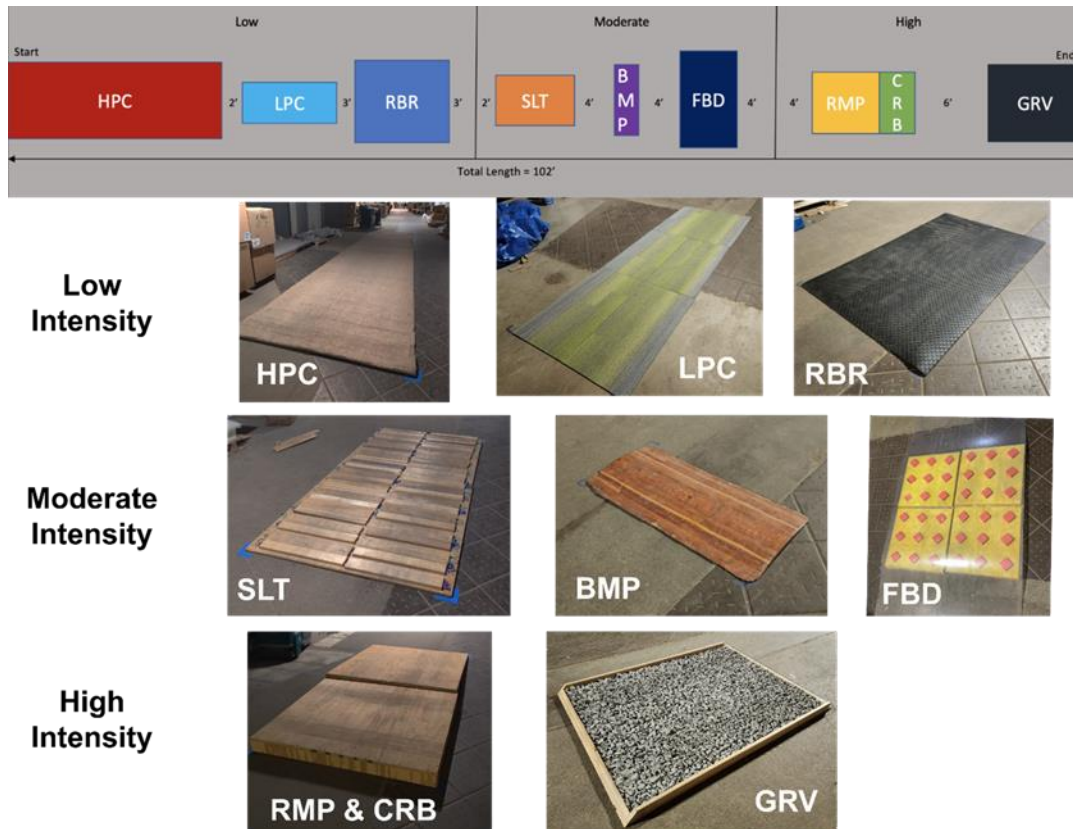 Low
Moderate
High
Start
End
HPC
2’
LPC
3’
RBR
3’
2’
SLT
4’
B
M
P
4’
FBD
4’
4’
RMP
C
R
B
6’
GRV
Total Length = 102’
Low
Intensity
HPC
LPC
RBR
Moderate
Intensity
SLT
BMP
FBD
High
Intensity
RMP & CRB
GRV